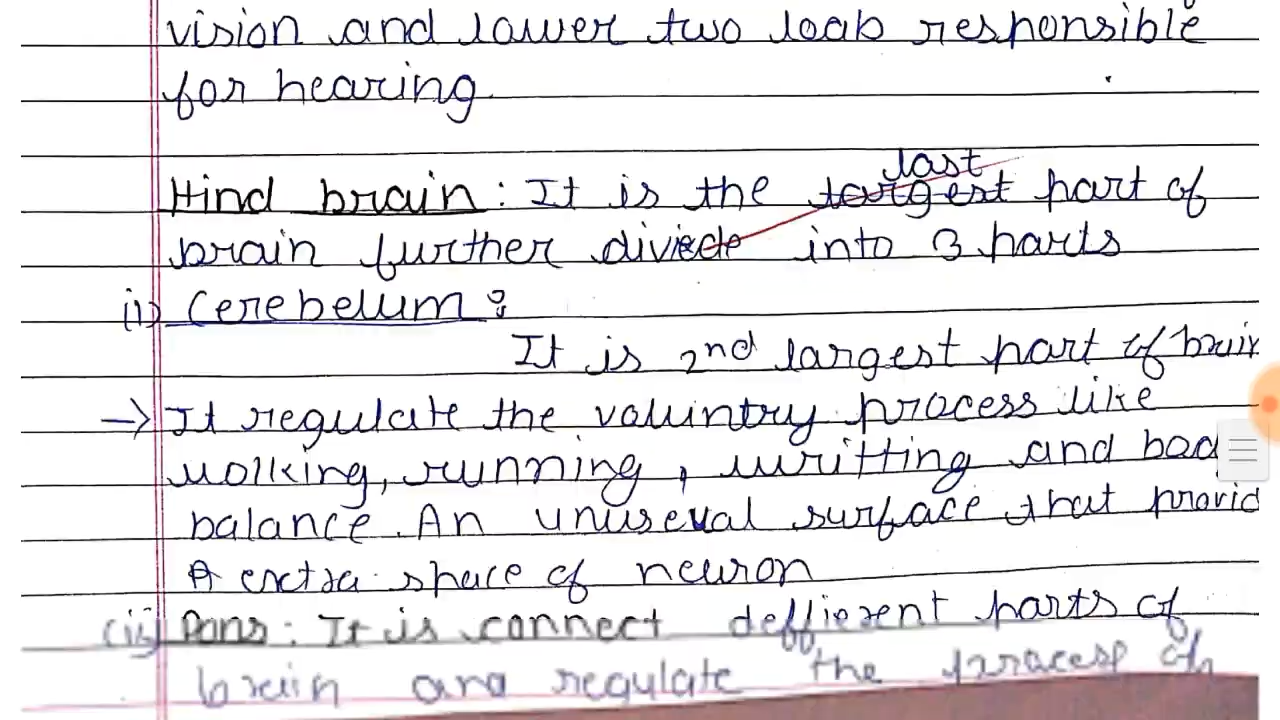 vision and lower two loab responsible
for hearing.
last
Hind brain: It is the largest part of
brain further divide into 3 parts
(i) Cerebelum:
It is 2nd largest part of brain
→ It regulate the voluntry process like
wolking, running, writting and bod
balance. An unuseual surface that provid
A extra space of neuron
(ii) Pons: It is connect deffierent parts of
brain and regulate the process of